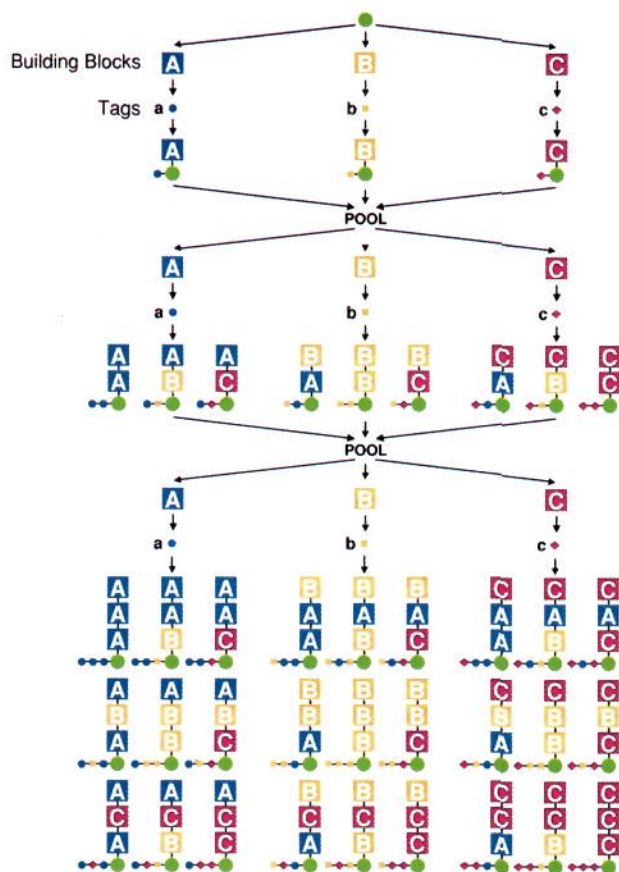 Building Blocks A B C
Tags a b c
A B C
POOL
A B C
a b c
A A A B B B C C C
A B C A B C A B C
POOL
A B C
a b c
A A A B B B C C C
A A A A A A A A A
A B C A B C A B C
A A A B B B C C C
B B B B B B B B B
A B C A B C A B C
A A A B B B C C C
C C C C C C C C C
A B C A B C A B C